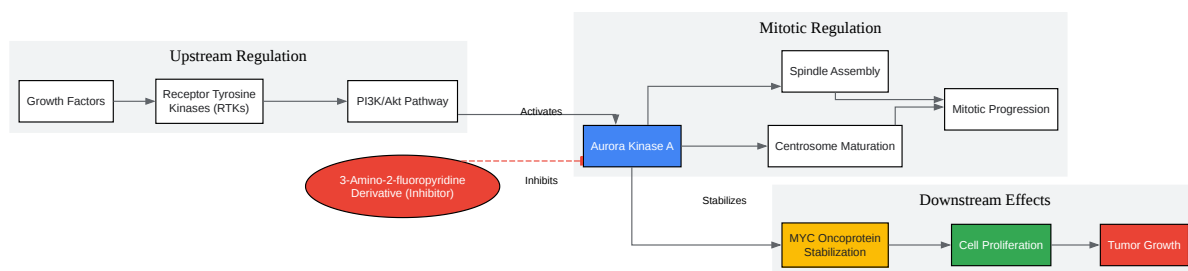 Upstream Regulation
Growth Factors
Receptor Tyrosine
Kinases (RTKs)
PI3K/Akt Pathway
Activates
3-Amino-2-fluoropyridine
Derivative (Inhibitor)
Inhibits
Mitotic Regulation
Aurora Kinase A
Spindle Assembly
Centrosome Maturation
Mitotic Progression
Stabilizes
Downstream Effects
MYC Oncoprotein
Stabilization
Cell Proliferation
Tumor Growth